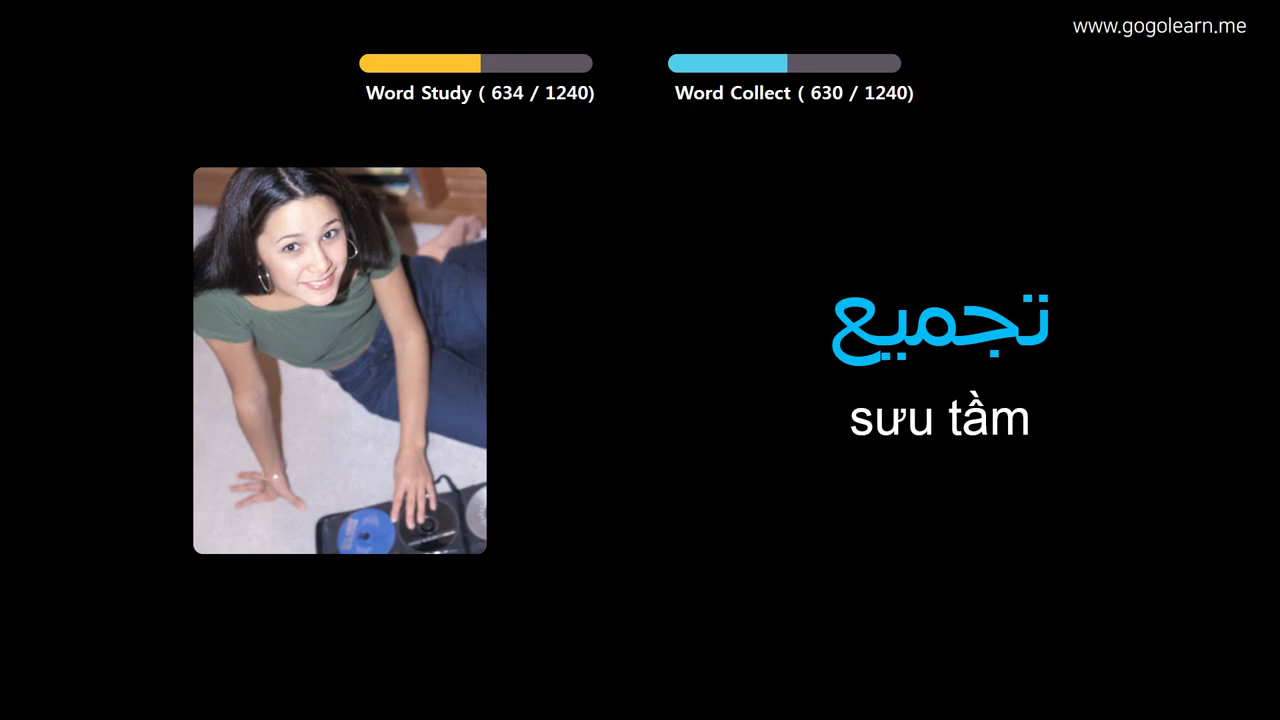 www.gogolearn.me
Word Study ( 634 / 1240)
Word Collect ( 630 / 1240)
تجميع
sưu tầm